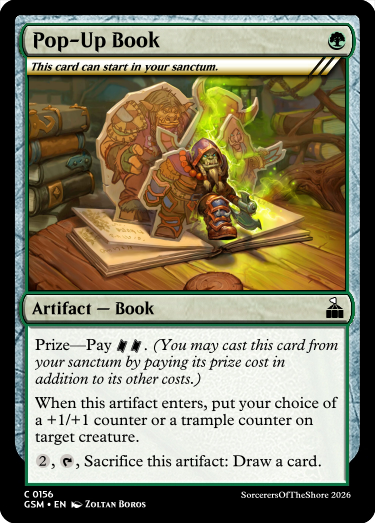 Pop-Up Book
This card can start in your sanctum.
Artifact — Book
Prize—Pay. (You may cast this card from
your sanctum by paying its prize cost in
addition to its other costs.)
When this artifact enters, put your choice of
a +1/+1 counter or a trample counter on
target creature.
2, , Sacrifice this artifact: Draw a card.
C 0156
GSM • EN Zoltan Boros
SorcerersOfTheShore 2026